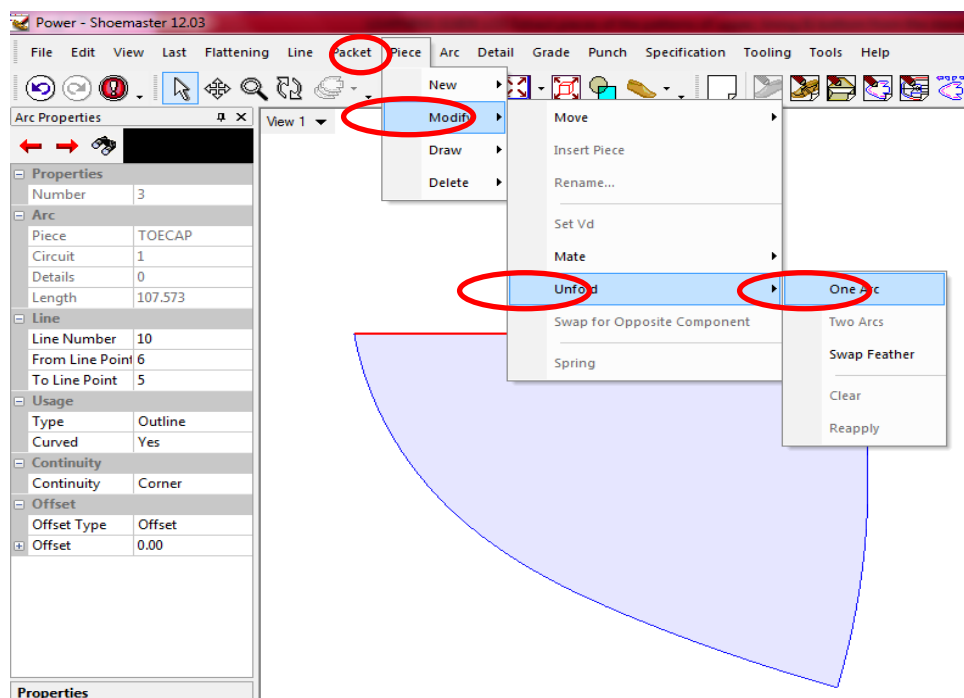 Power - Shoemaster 12.03
File Edit View Last Flattening Line Packet Piece Arc Detail Grade Punch Specification Tooling Tools Help
Arc Properties
View 1
New
Modify
Draw
Delete
Move
Insert Piece
Rename...
Set Vd
Mate
Unfold
Swap for Opposite Component
Spring
One Arc
Two Arcs
Swap Feather
Clear
Reapply
Properties
Number 3
Arc
Piece TOECAP
Circuit 1
Details 0
Length 107.573
Line
Line Number 10
From Line Point 6
To Line Point 5
Usage
Type Outline
Curved Yes
Continuity
Continuity Corner
Offset
Offset Type Offset
Offset 0.00
Properties